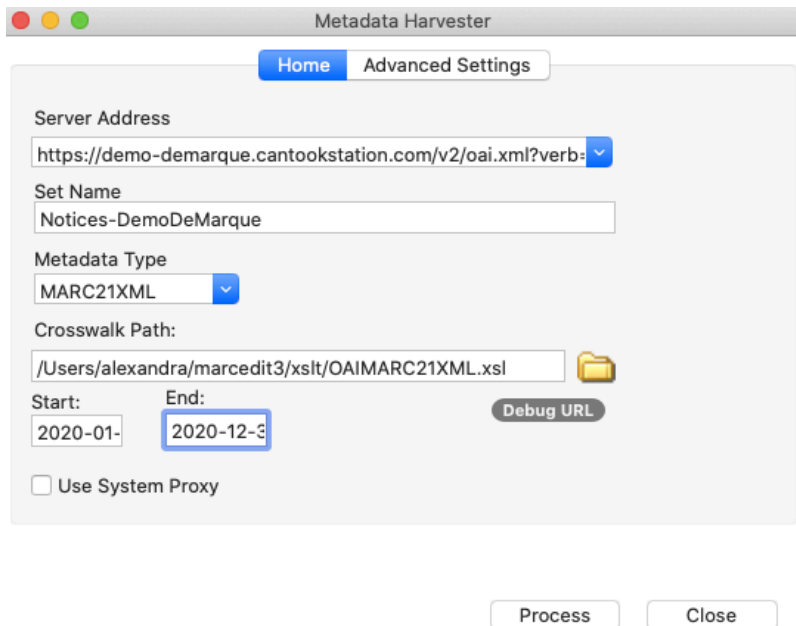 Metadata Harvester
Home Advanced Settings
Server Address
https://demo-demarque.cantookstation.com/v2/oai.xml?verb=
Set Name
Notices-DemoDeMarque
Metadata Type
MARC21XML
Crosswalk Path:
/Users/alexandra/marcedit3/xslt/OAIMARC21XML.xsl
Start: End:
Debug URL
2020-01- 2020-12-3
Use System Proxy
Process Close